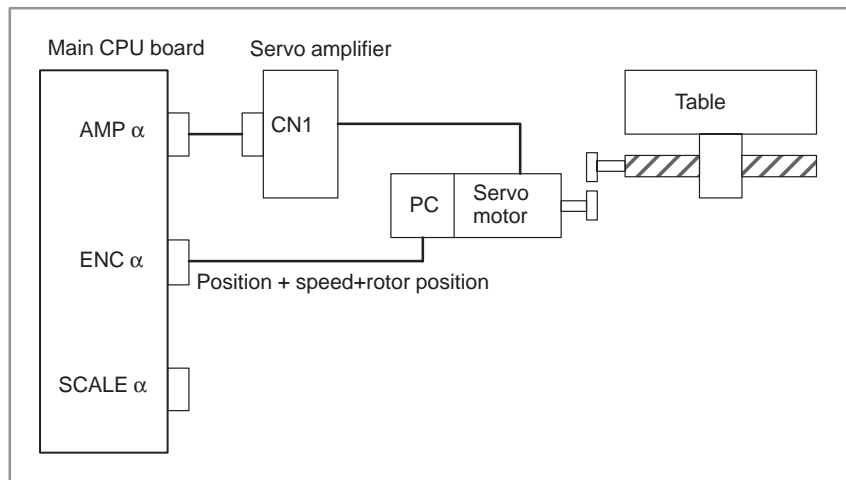 Main CPU board
Servo amplifier
AMP α
CN1
Table
PC
Servo
motor
ENC α
Position + speed+rotor position
SCALE α